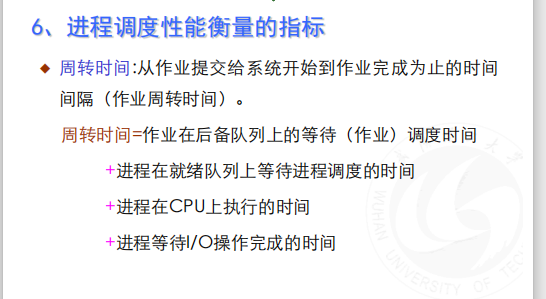 6、进程调度性能衡量的指标
周转时间:从作业提交给系统开始到作业完成为止的时间
间隔（作业周转时间）。
周转时间=作业在后备队列上的等待（作业）调度时间
+进程在就绪队列上等待进程调度的时间
+进程在CPU上执行的时间
+进程等待I/O操作完成的时间